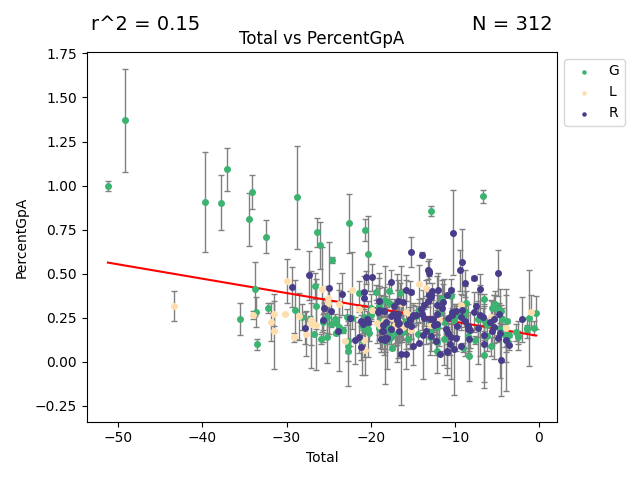 r^2 = 0.15 N = 312
Total vs PercentGpA
1.75
1.50
1.25
1.00
0.75
0.50
0.25
0.00
−0.25
PercentGpA
−50 −40 −30 −20 −10 0
Total
G
L
R